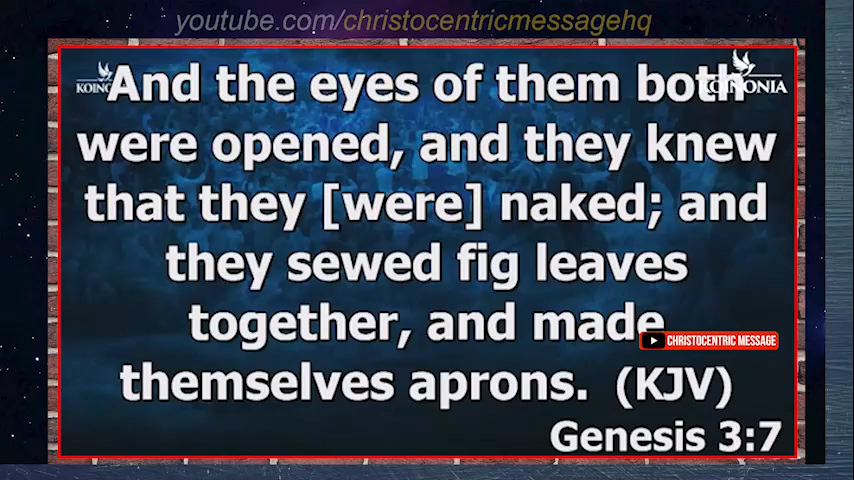 youtube.com/christocentricmessagehq
And the eyes of them both
KOINONIA
were opened, and they knew
that they [were] naked; and
they sewed fig leaves
together, and made
CHRISTOCENTRIC MESSAGE
themselves aprons. (KJV)
Genesis 3:7